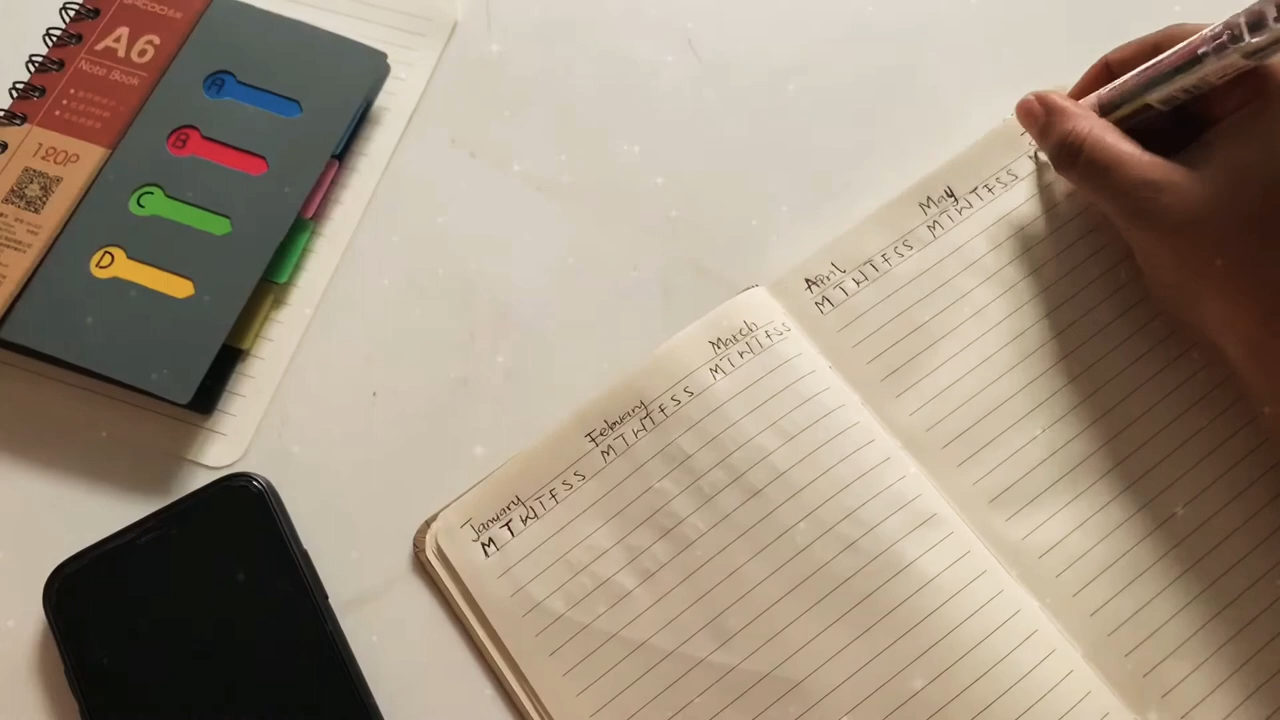 A6
Note Book
120P
A
B
C
D
January
M T W T F S S
February
M T W T F S S
March
M T W T F S S
April
M T W T F S S
May
M T W T F S S